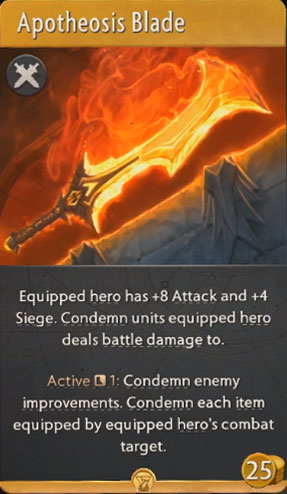 Apotheosis Blade
Equipped hero has +8 Attack and +4
Siege. Condemn units equipped hero
deals battle damage to.
Active 1: Condemn enemy
improvements. Condemn each item
equipped by equipped hero's combat
target.
25